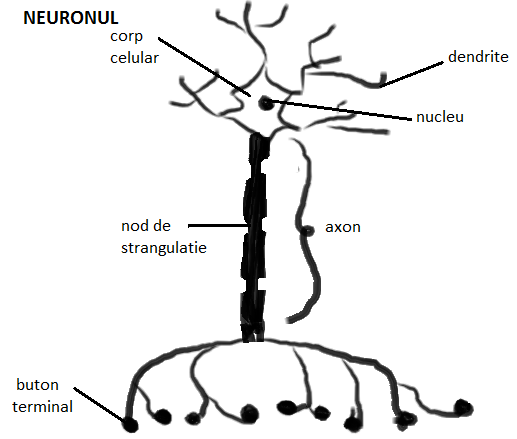 NEURONUL
corp
celular
dendrite
nucleu
nod de
strangulatie
axon
buton
terminal